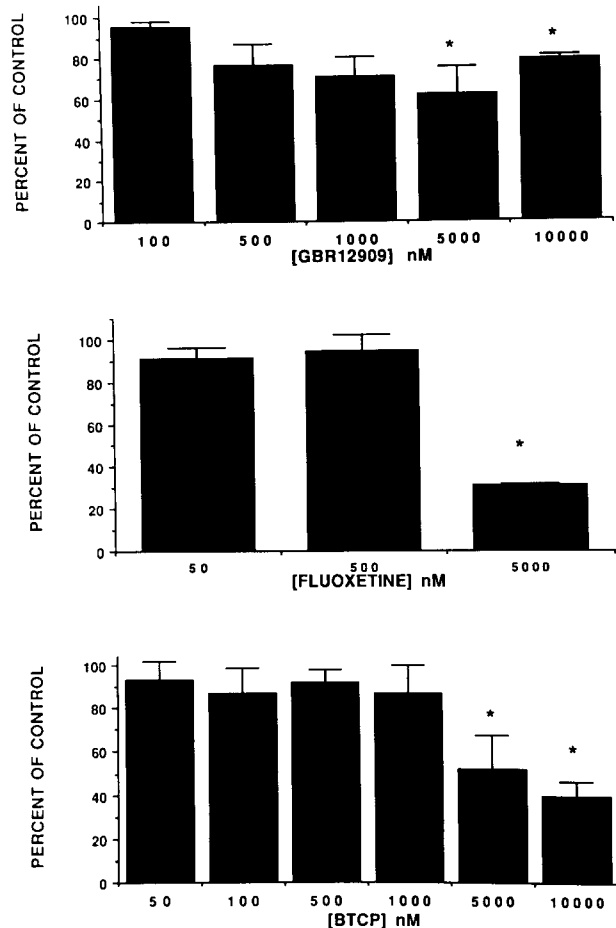 PERCENT OF CONTROL
100
80
60
40
20
0
* *
100 500 1000 5000 10000
[GBR12909] nM
PERCENT OF CONTROL
100
80
60
40
20
0
*
50 500 5000
[FLUOXETINE] nM
PERCENT OF CONTROL
100
80
60
40
20
0
* *
50 100 500 1000 5000 10000
[BTCP] nM